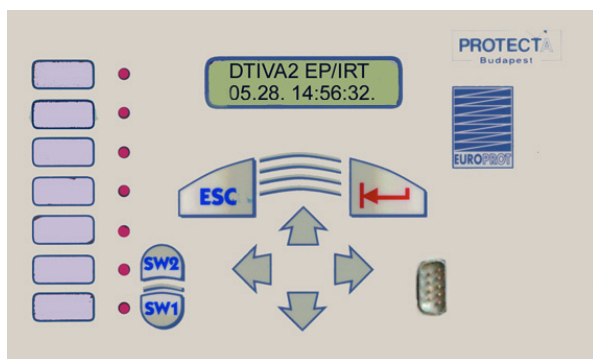 PROTECTA
Budapest
DTIVA2 EP/IRT
05.28. 14:56:32.
EUROPROT
ESC
SW2
SW1